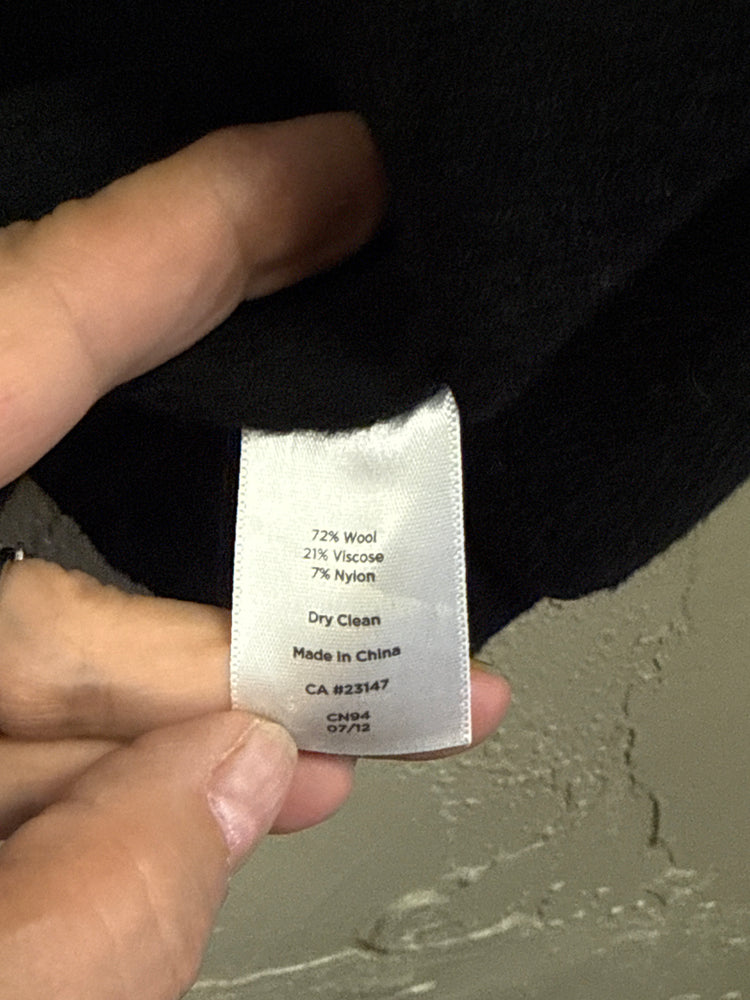 72% Wool
21% Viscose
7% Nylon
Dry Clean
Made in China
CA #23147
CN94
07/12